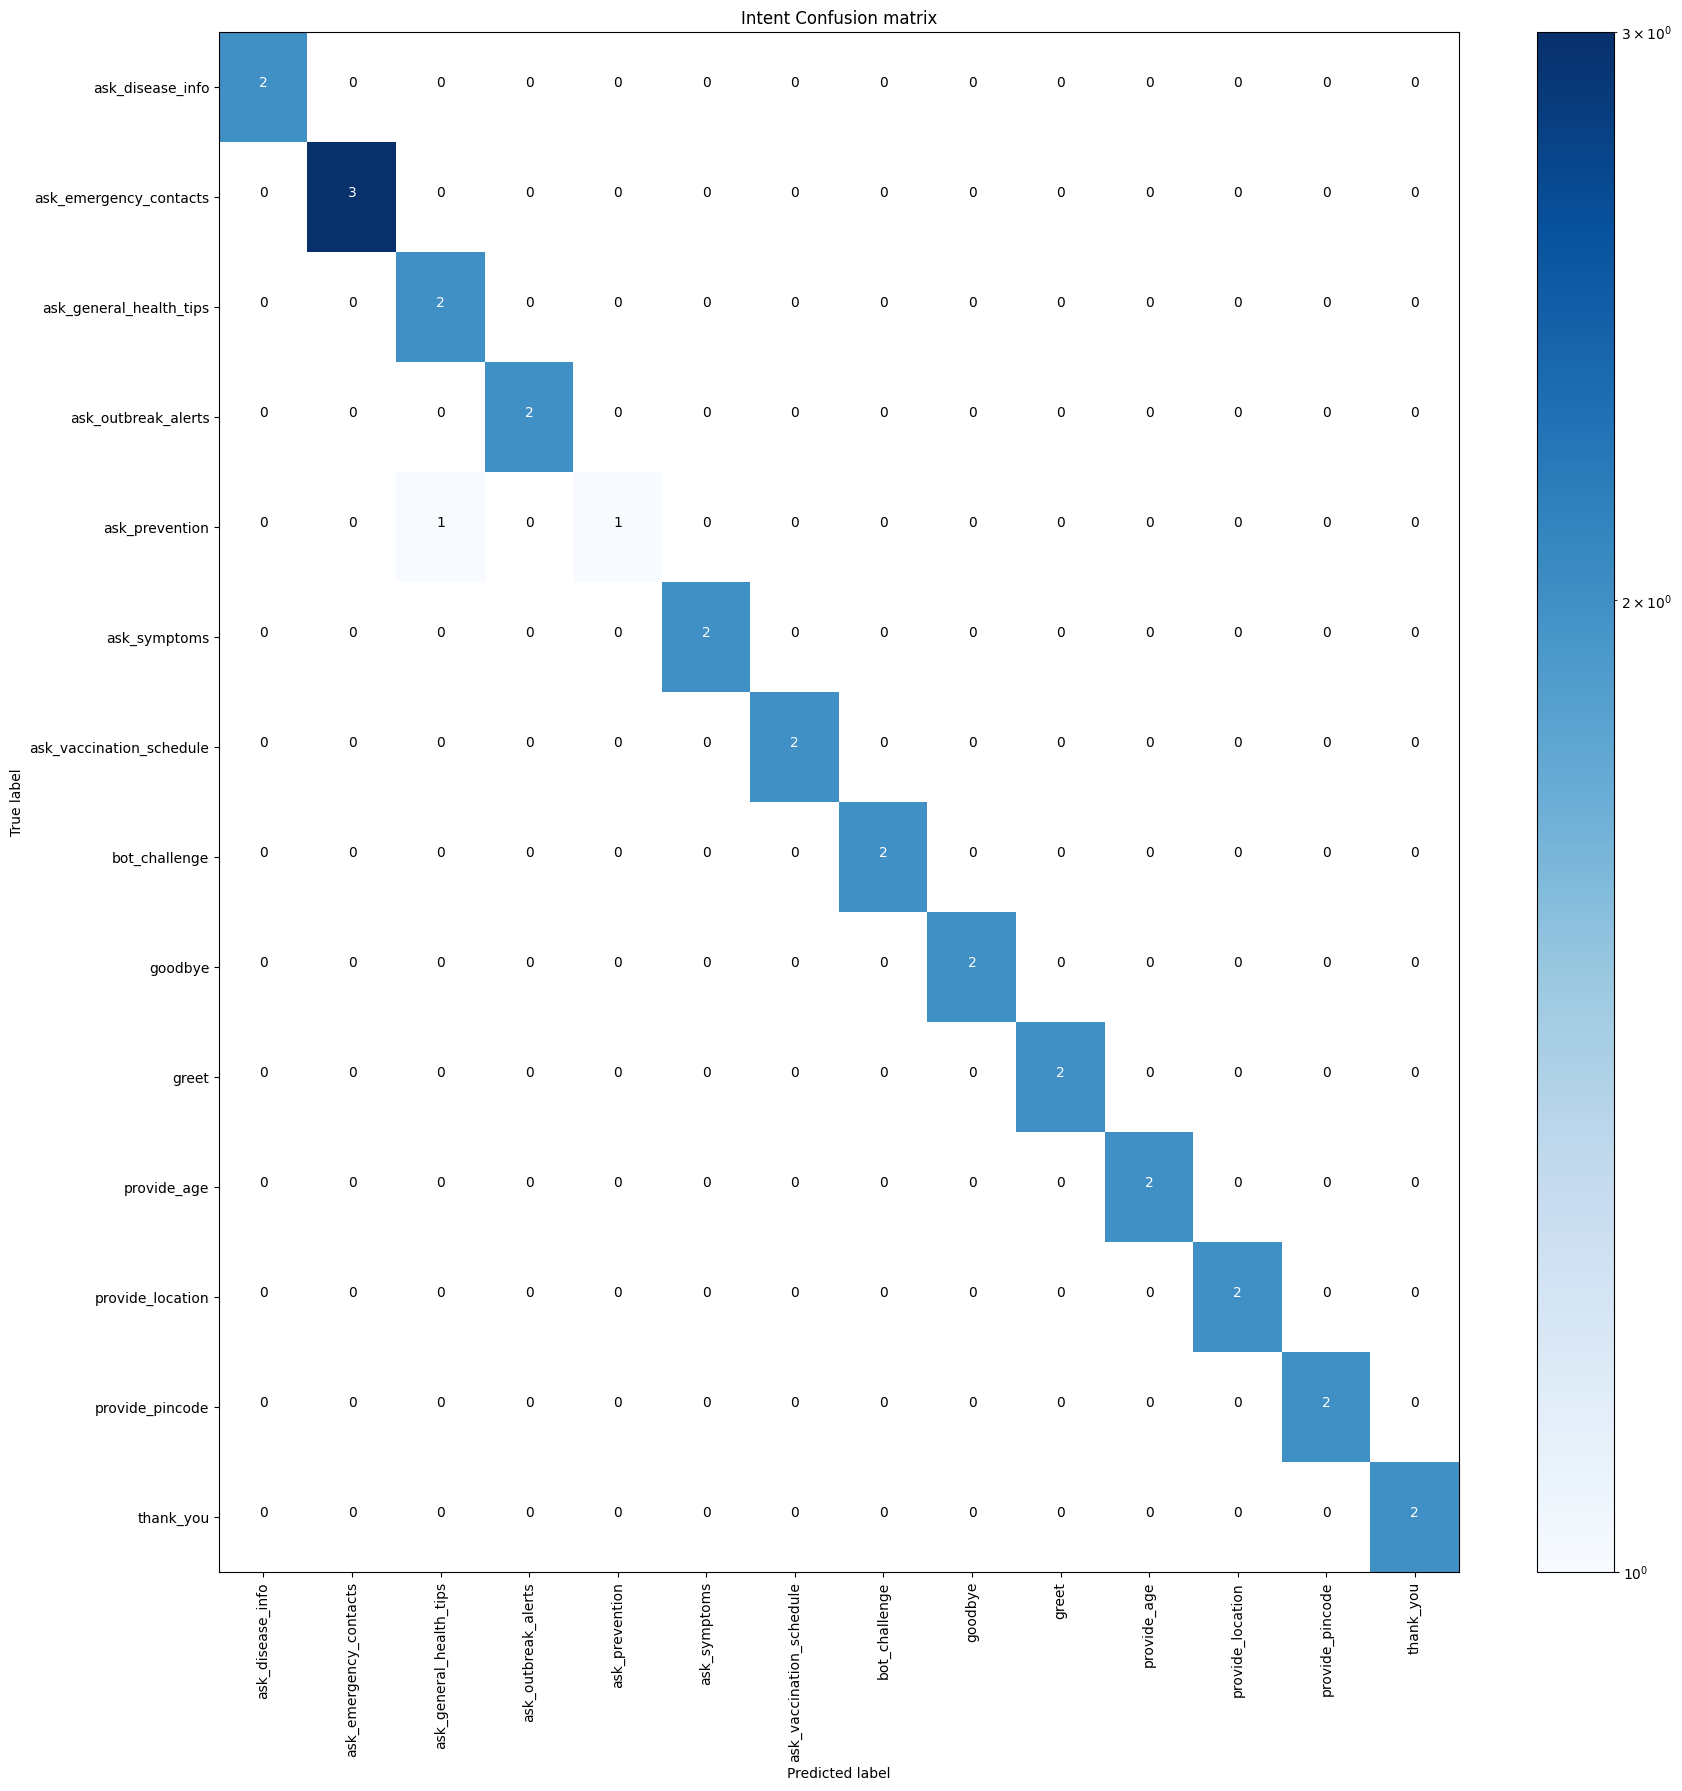 Intent Confusion matrix
ask_disease_info 2 0 0 0 0 0 0 0 0 0 0 0 0 0
ask_emergency_contacts 0 3 0 0 0 0 0 0 0 0 0 0 0 0
ask_general_health_tips 0 0 2 0 0 0 0 0 0 0 0 0 0 0
ask_outbreak_alerts 0 0 0 2 0 0 0 0 0 0 0 0 0 0
ask_prevention 0 0 1 0 1 0 0 0 0 0 0 0 0 0
ask_symptoms 0 0 0 0 0 2 0 0 0 0 0 0 0 0
ask_vaccination_schedule 0 0 0 0 0 0 2 0 0 0 0 0 0 0
bot_challenge 0 0 0 0 0 0 0 2 0 0 0 0 0 0
goodbye 0 0 0 0 0 0 0 0 2 0 0 0 0 0
greet 0 0 0 0 0 0 0 0 0 2 0 0 0 0
provide_age 0 0 0 0 0 0 0 0 0 0 2 0 0 0
provide_location 0 0 0 0 0 0 0 0 0 0 0 2 0 0
provide_pincode 0 0 0 0 0 0 0 0 0 0 0 0 2 0
thank_you 0 0 0 0 0 0 0 0 0 0 0 0 0 2
True label
ask_disease_info
ask_emergency_contacts
ask_general_health_tips
ask_outbreak_alerts
ask_prevention
ask_symptoms
ask_vaccination_schedule
bot_challenge
goodbye
greet
provide_age
provide_location
provide_pincode
thank_you
Predicted label
3 × 10⁰
2 × 10⁰
10⁰